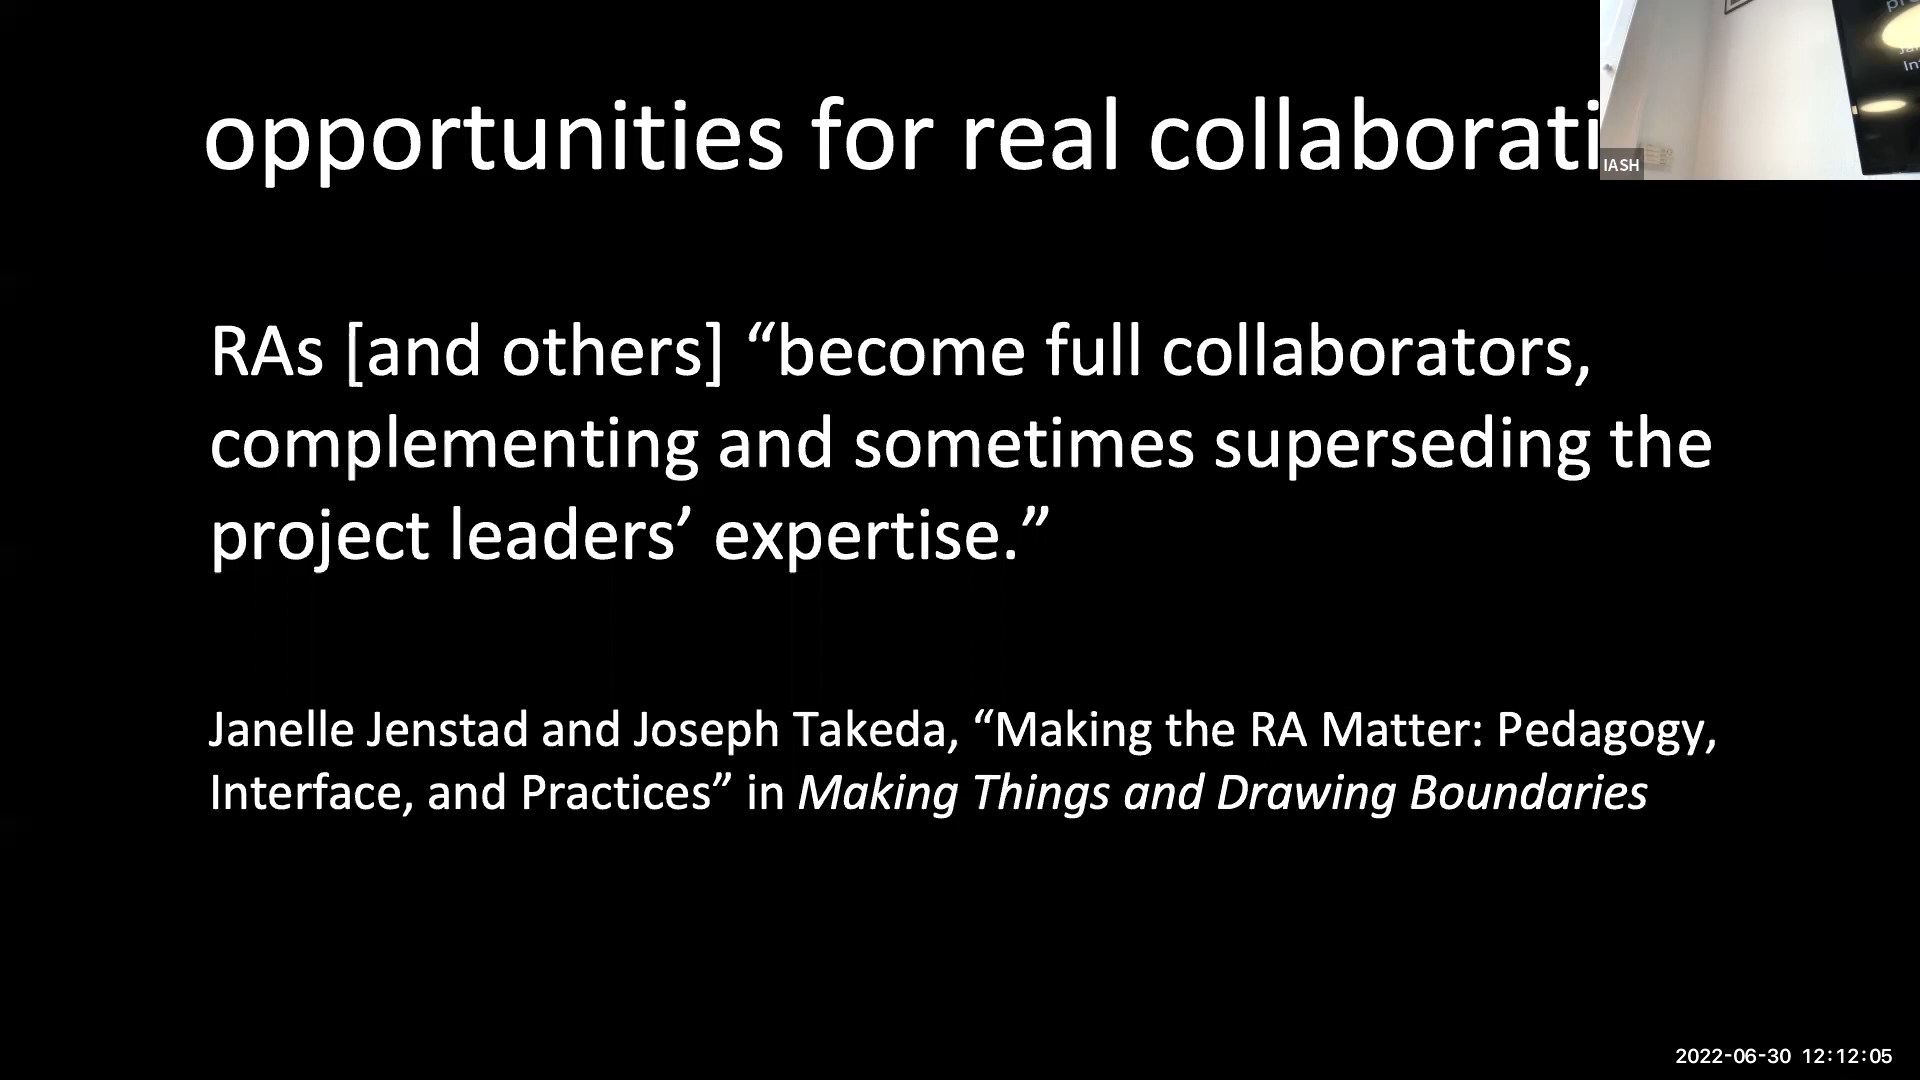 opportunities for real collaborati
IASH
RAs [and others] “become full collaborators,
complementing and sometimes superseding the
project leaders’ expertise.”
Janelle Jenstad and Joseph Takeda, “Making the RA Matter: Pedagogy,
Interface, and Practices” in Making Things and Drawing Boundaries
2022-06-30 12:12:05